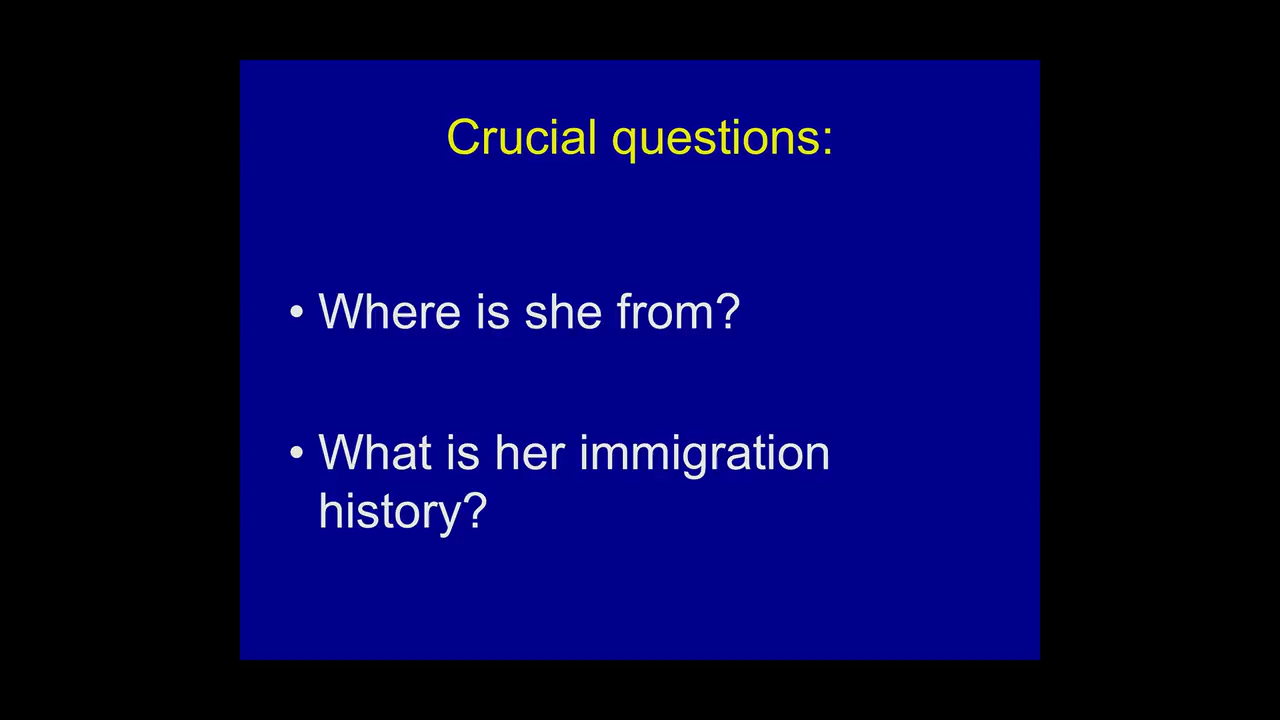 Crucial questions:
• Where is she from?
• What is her immigration
history?